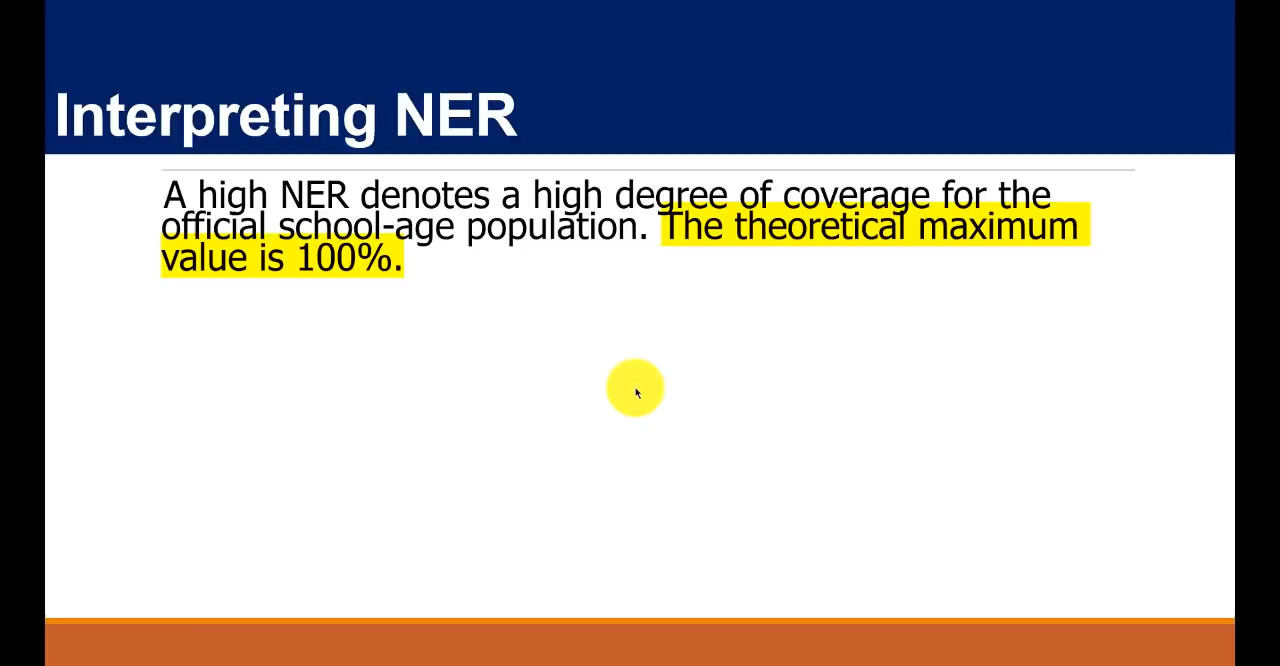 Interpreting NER
A high NER denotes a high degree of coverage for the
official school-age population. The theoretical maximum
value is 100%.